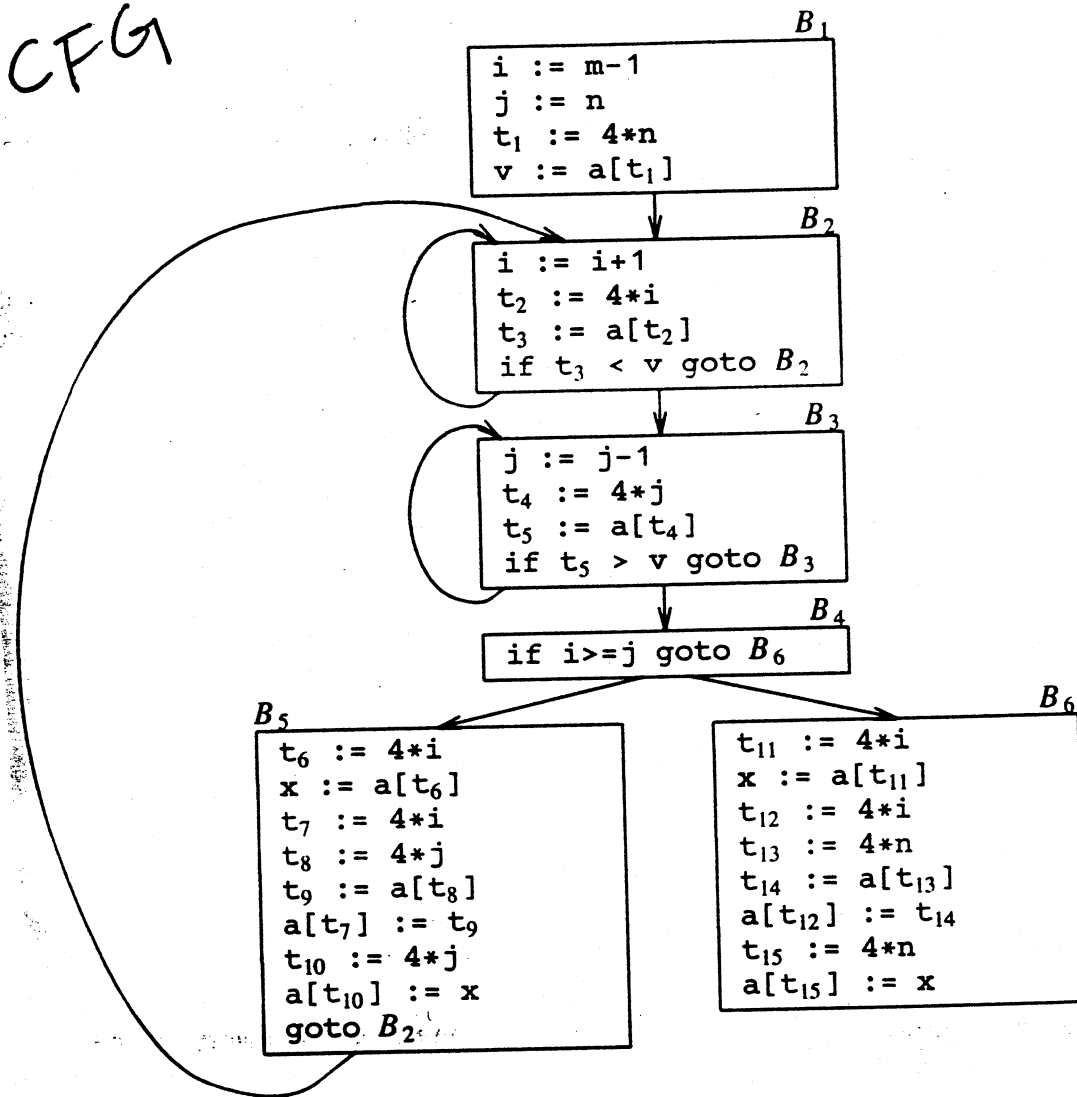 CFG
B1
i := m-1
j := n
t1 := 4*n
v := a[t1]
B2
i := i+1
t2 := 4*i
t3 := a[t2]
if t3 < v goto B2
B3
j := j-1
t4 := 4*j
t5 := a[t4]
if t5 > v goto B3
B4
if i>=j goto B6
B5
t6 := 4*i
x := a[t6]
t7 := 4*i
t8 := 4*j
t9 := a[t8]
a[t7] := t9
t10 := 4*j
a[t10] := x
goto B2
B6
t11 := 4*i
x := a[t11]
t12 := 4*i
t13 := 4*n
t14 := a[t13]
a[t12] := t14
t15 := 4*n
a[t15] := x